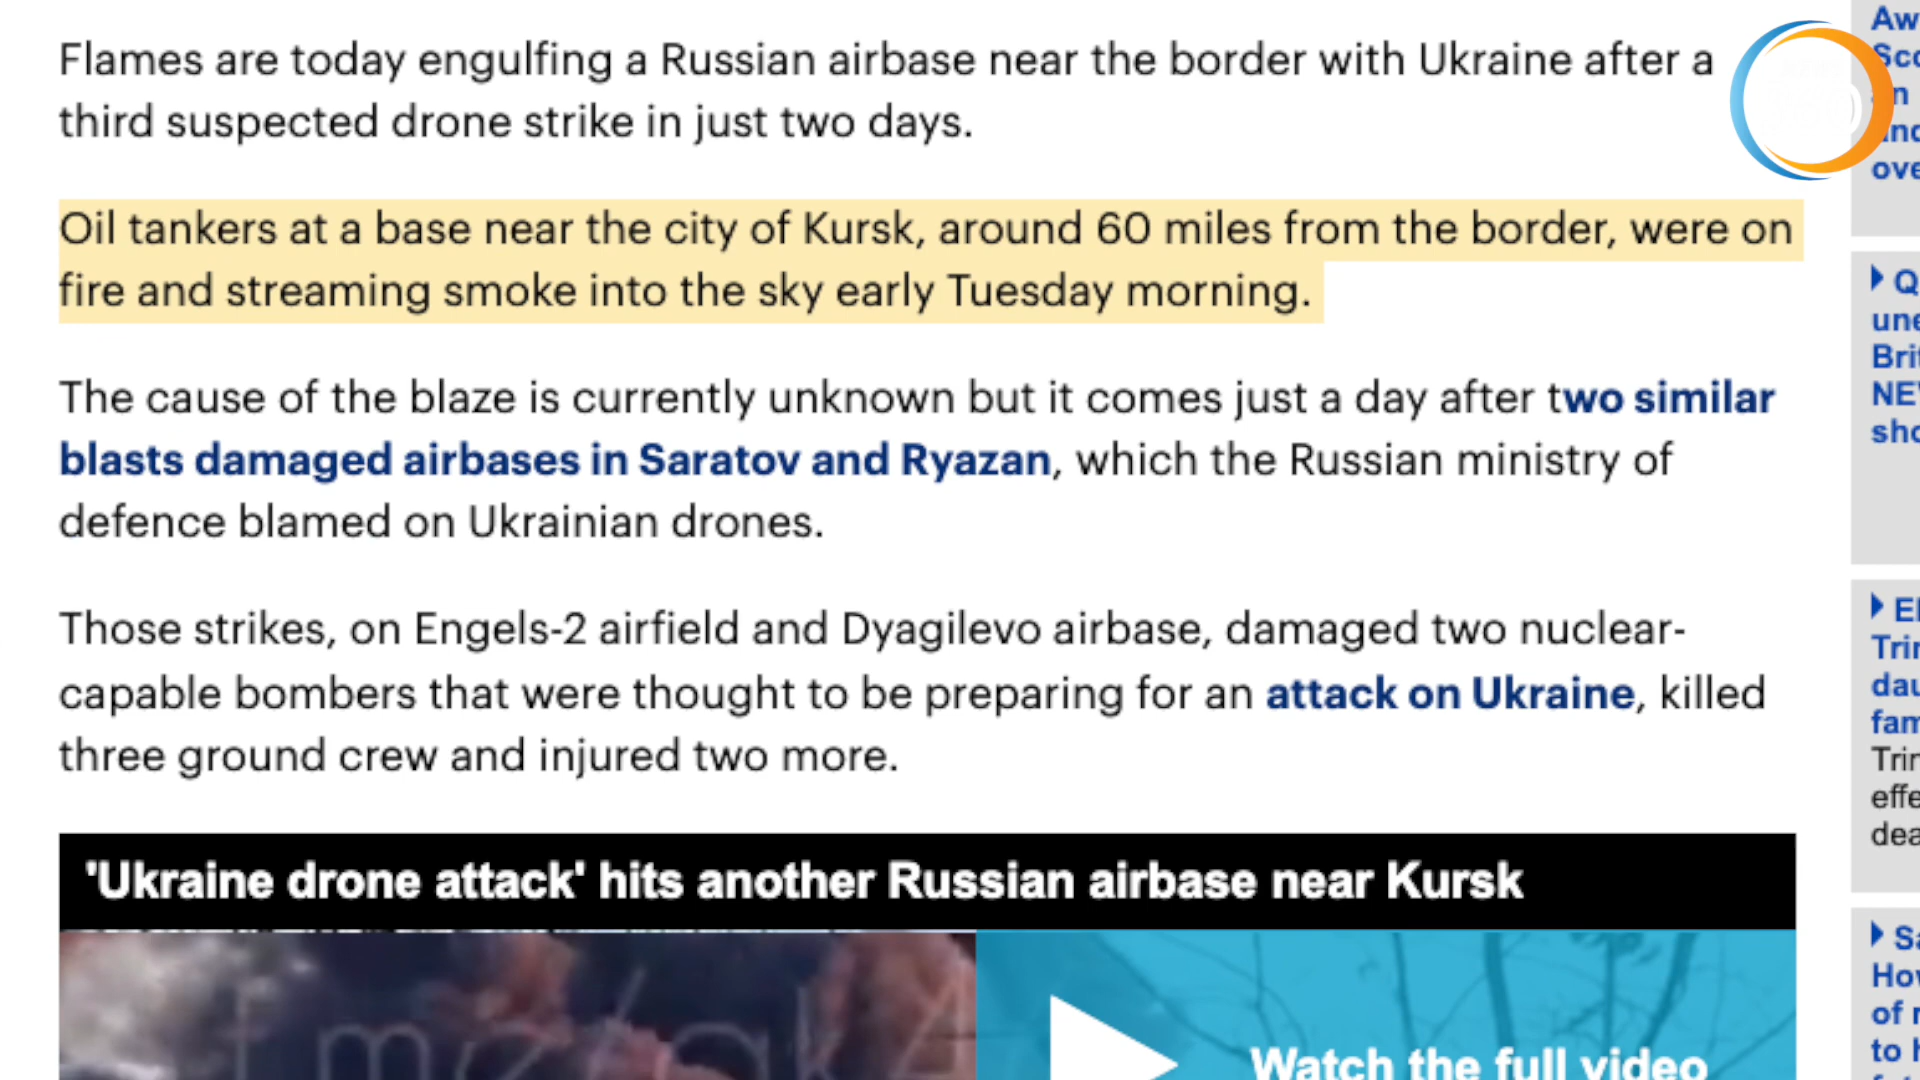 Flames are today engulfing a Russian airbase near the border with Ukraine after a
third suspected drone strike in just two days.
Oil tankers at a base near the city of Kursk, around 60 miles from the border, were on
fire and streaming smoke into the sky early Tuesday morning.
The cause of the blaze is currently unknown but it comes just a day after two similar
blasts damaged airbases in Saratov and Ryazan, which the Russian ministry of
defence blamed on Ukrainian drones.
Those strikes, on Engels-2 airfield and Dyagilevo airbase, damaged two nuclear-
capable bombers that were thought to be preparing for an attack on Ukraine, killed
three ground crew and injured two more.
'Ukraine drone attack' hits another Russian airbase near Kursk
Watch the full video